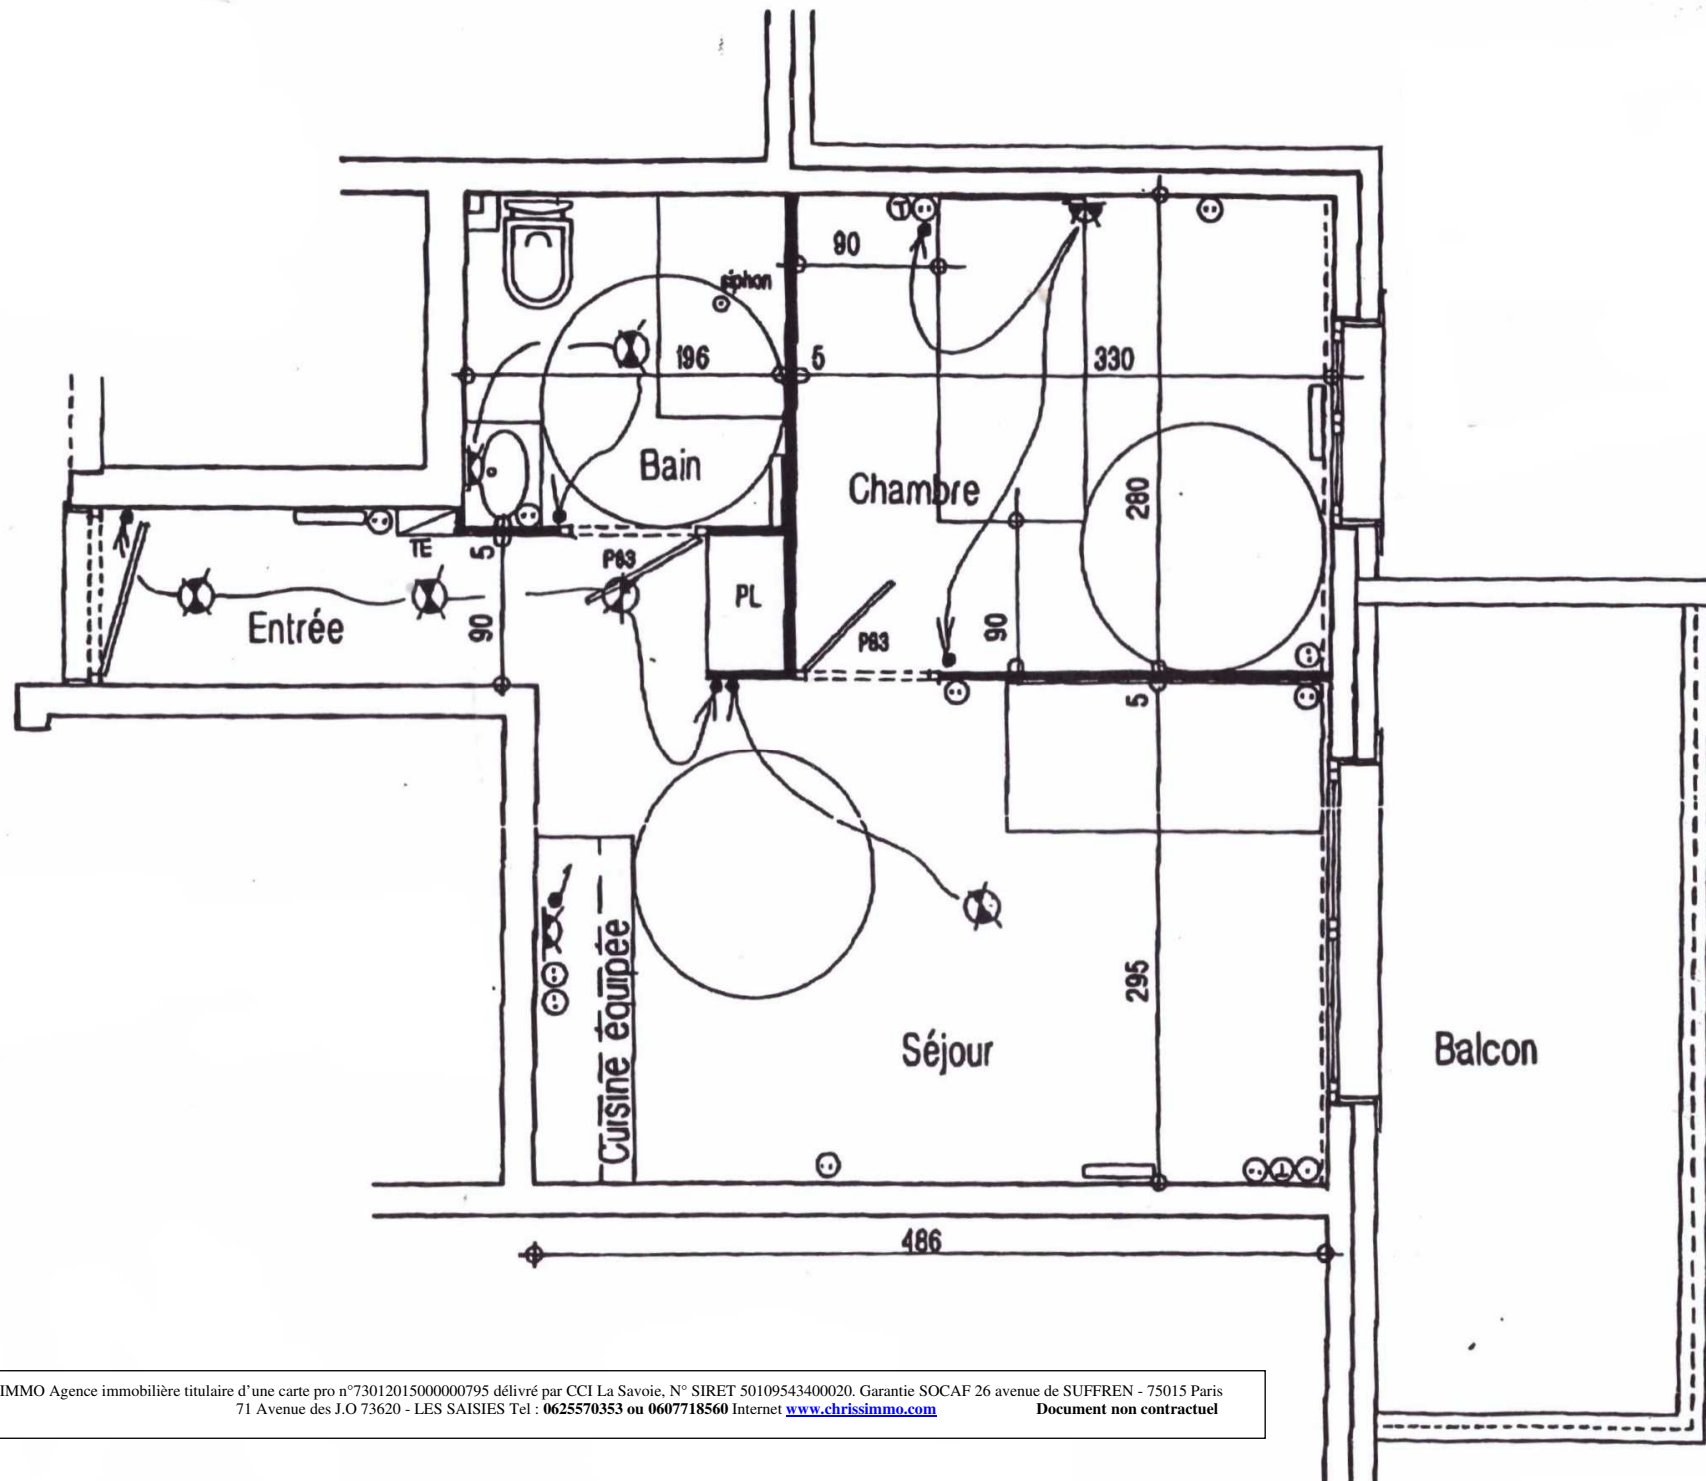 90
siphon
196
5
330
Bain
Chambre
280
TE
5
P83
PL
90
Entrée
90
P83
5
Cuisine équipée
295
Séjour
Balcon
486
IMMO Agence immobilière titulaire d'une carte pro n°73012015000000795 délivré par CCI La Savoie, N° SIRET 50109543400020. Garantie SOCAF 26 avenue de SUFFREN - 75015 Paris
71 Avenue des J.O 73620 - LES SAISIES Tel : 0625570353 ou 0607718560 Internet www.chrissimmo.com Document non contractuel